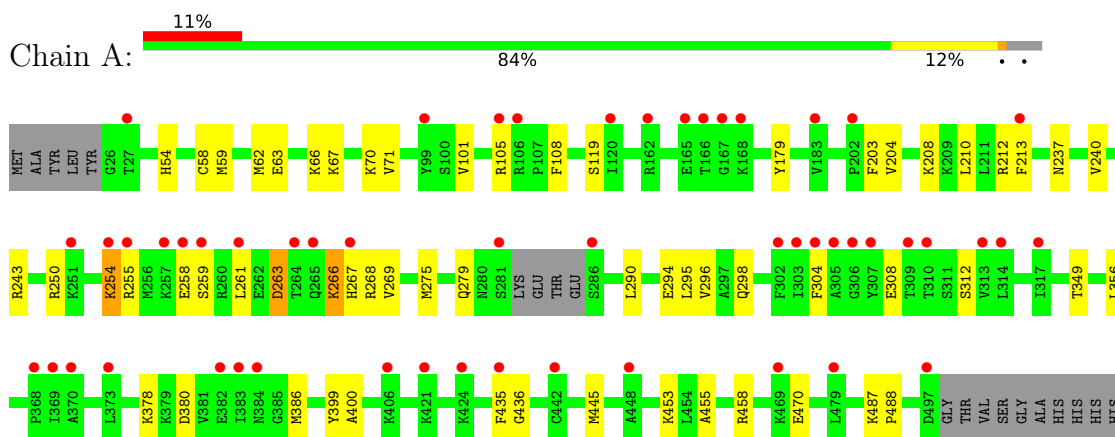 11%
Chain A:
84% 12% • •
MET ALA TYR LEU TYR G26 T27 H54 C58 M59 M62 E63 K66 K67 K70 V71 Y99 S100 V101 R105 R106 P107 F108 S119 I120 R162 E165 T166 G167 K168 Y179 V183 P202 F203 V204 K208 K209 L210 L211 R212 F213 N237 V240
R243 R250 K251 K254 R255 M256 K257 E258 S259 R260 L261 E262 D263 T264 Q265 K266 H267 R268 V269 M275 Q279 N280 S281 LYS GLU THR GLU S286 L290 E294 L295 V296 A297 Q298 F302 I303 F304 A305 G306 Y307 E308 T309 T310 S311 S312 V313 L314 I317 T349 L356
P368 I369 A370 L373 K378 K379 D380 V381 E382 I383 N384 G385 M386 Y399 A400 K406 K421 K424 F435 G436 C442 M445 A448 K453 L454 A455 R458 K469 E470 L479 K487 P488 D497 GLY THR VAL SER GLY ALA HIS HIS HIS HIS HIS